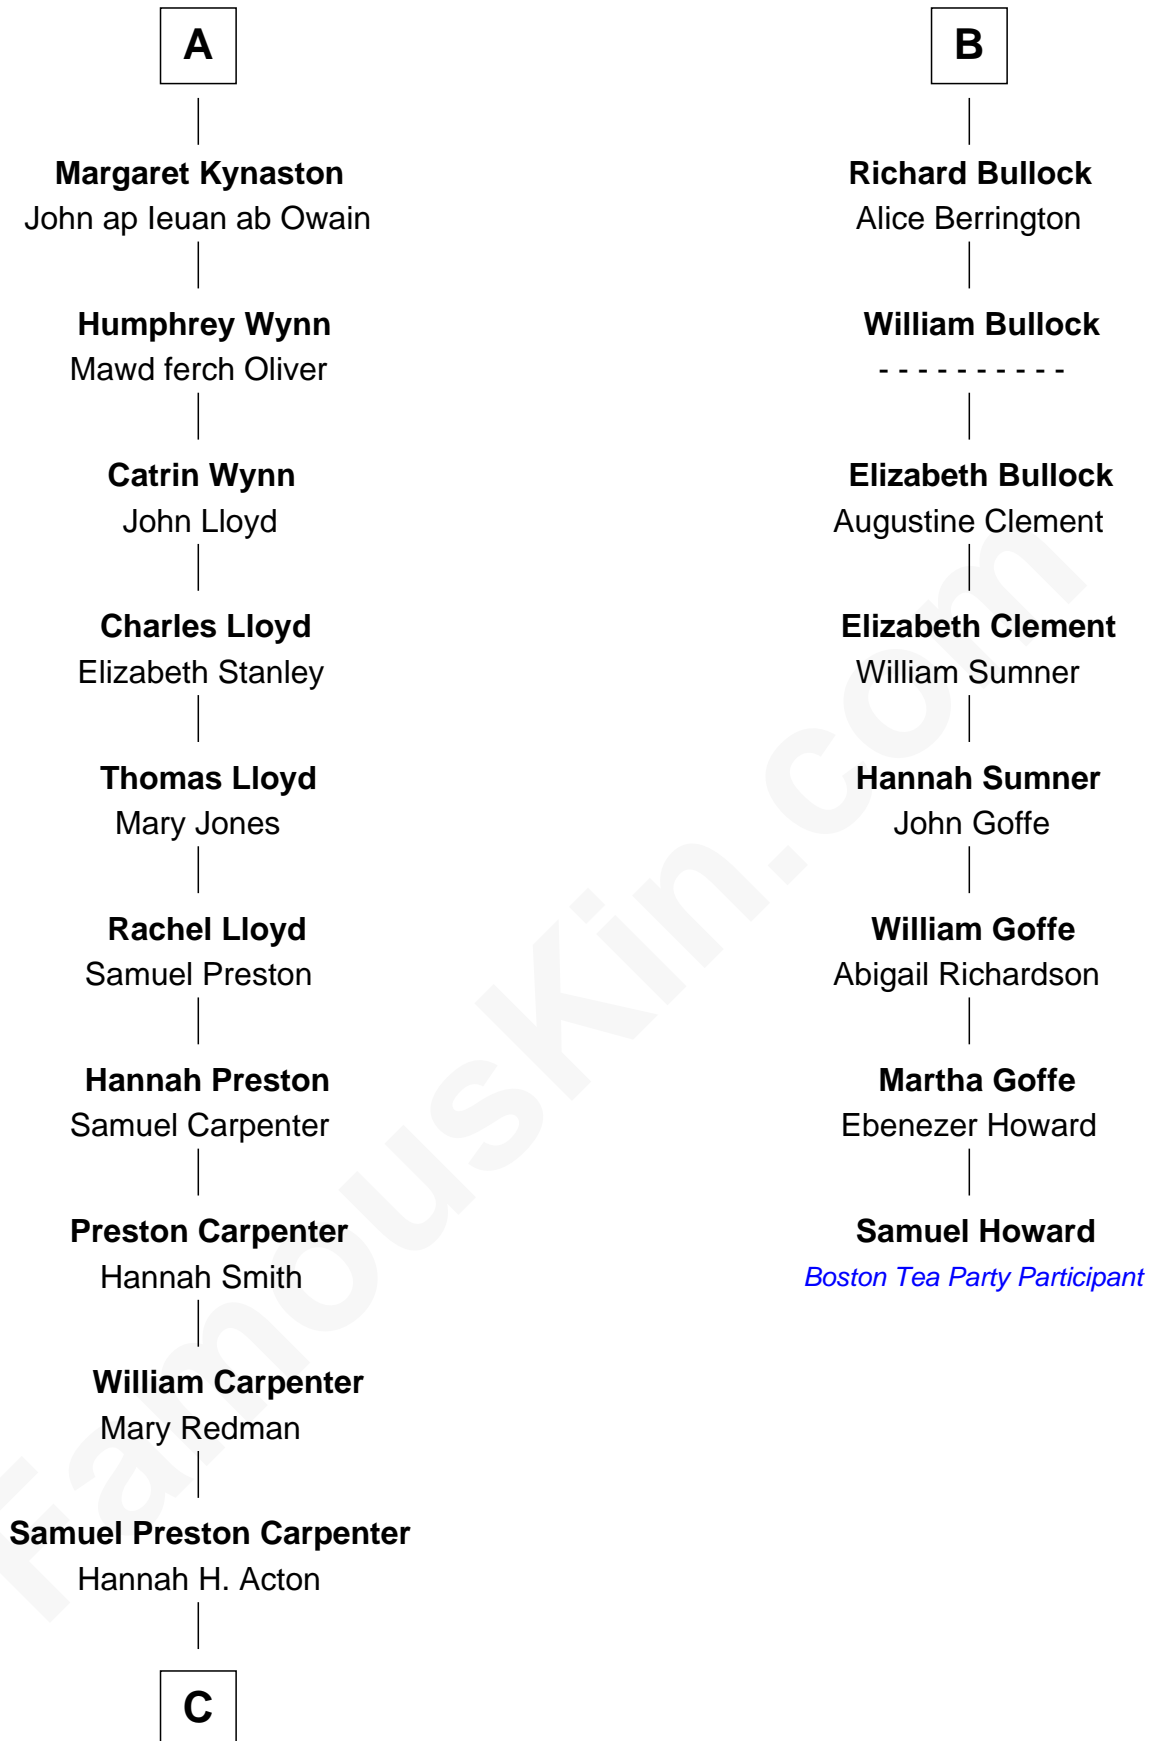 A
Margaret Kynaston
John ap Ieuan ab Owain
Humphrey Wynn
Mawd ferch Oliver
Catrin Wynn
John Lloyd
Charles Lloyd
Elizabeth Stanley
Thomas Lloyd
Mary Jones
Rachel Lloyd
Samuel Preston
Hannah Preston
Samuel Carpenter
Preston Carpenter
Hannah Smith
William Carpenter
Mary Redman
Samuel Preston Carpenter
Hannah H. Acton
C
B
Richard Bullock
Alice Berrington
William Bullock
- - - - - - - - - -
Elizabeth Bullock
Augustine Clement
Elizabeth Clement
William Sumner
Hannah Sumner
John Goffe
William Goffe
Abigail Richardson
Martha Goffe
Ebenezer Howard
Samuel Howard
Boston Tea Party Participant
FamousKin.com